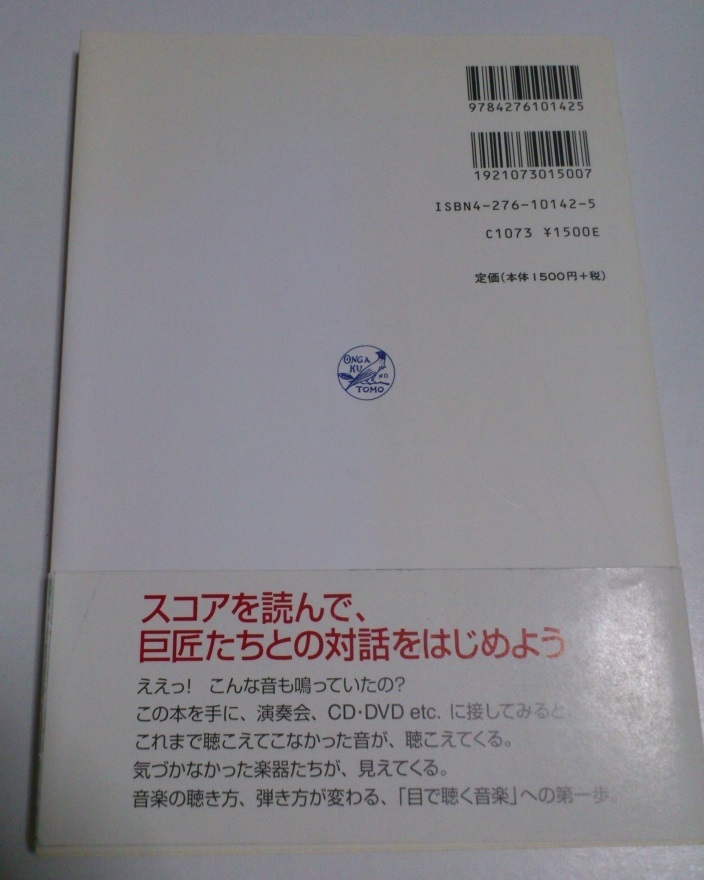 9784276101425
1921073015007
ISBN4-276-10142-5
C1073 ¥1500E
定価(本体1500円+税)
ONGA
KU NO
TOMO
スコアを読んで、
巨匠たちとの対話をはじめよう
ええっ! こんな音も鳴っていたの?
この本を手に、演奏会、CD・DVD etc. に接してみると、
これまで聴こえてこなかった音が、聴こえてくる。
気づかなかった楽器たちが、見えてくる。
音楽の聴き方、弾き方が変わる、「目で聴く音楽」への第一歩。